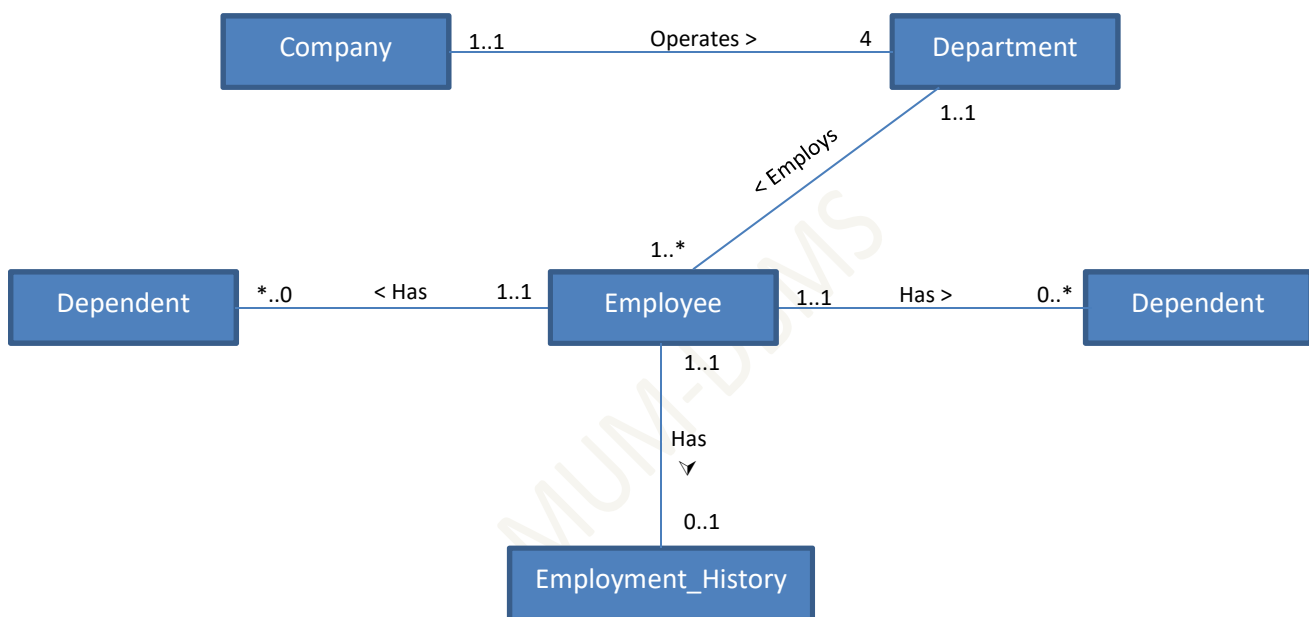 Company
1..1
Operates >
4
Department
1..1
< Employs
1..*
Dependent
*..0
< Has
1..1
Employee
1..1
Has >
0..*
Dependent
1..1
Has
0..1
Employment_History
MUM-DBMS